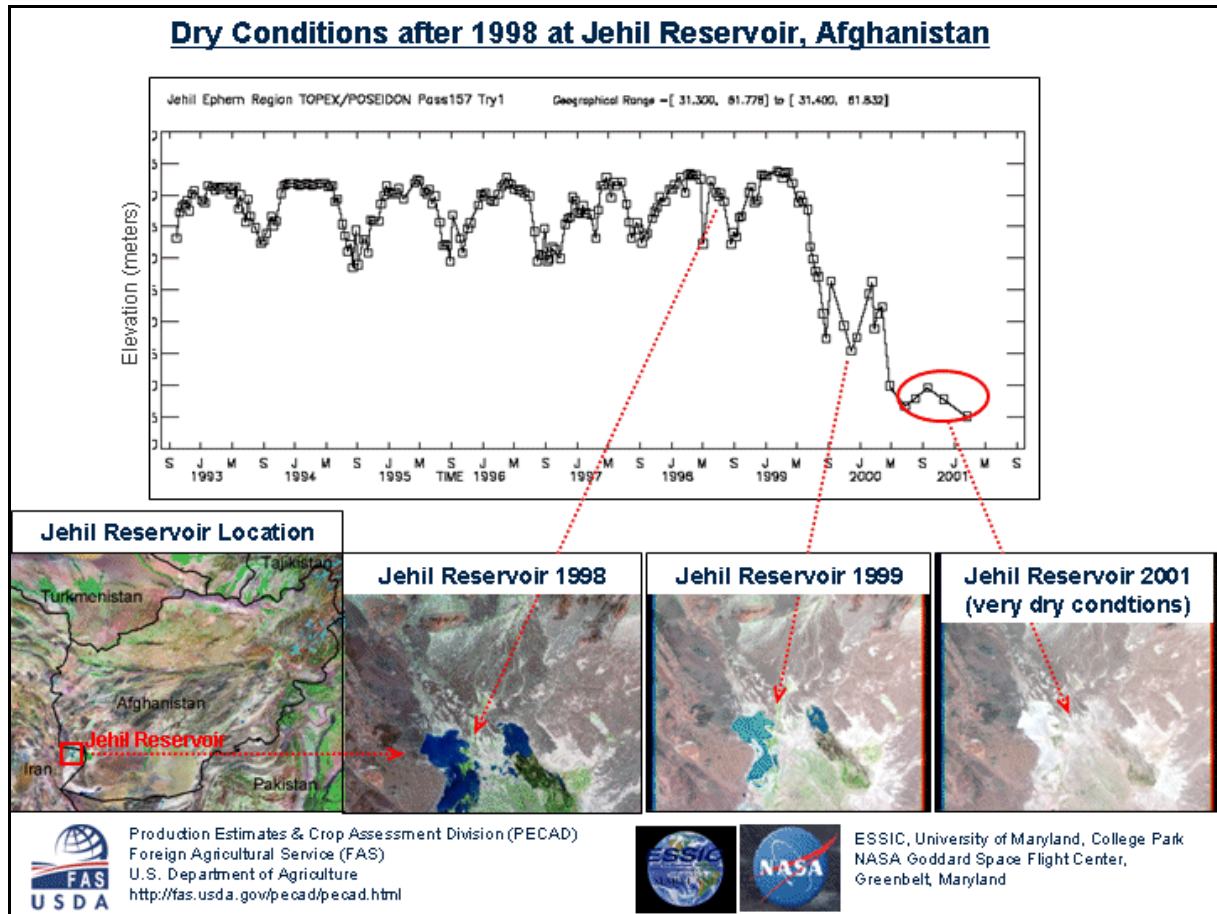 Dry Conditions after 1998 at Jehil Reservoir, Afghanistan
Jehil Ephem Region TOPEX/POSEIDON Pass157 Try1 Geographical Range =[ 31.300, 61.778] to [ 31.400, 61.832]
Elevation (meters)
S J M S J M S J M S J M S J M S J M S J M S J M S J M S
1993 1994 1995 TIME 1996 1997 1998 1999 2000 2001
Jehil Reservoir Location
Turkmenistan
Tajikistan
Afghanistan
Jehil Reservoir
Iran
Pakistan
Jehil Reservoir 1998
Jehil Reservoir 1999
Jehil Reservoir 2001
(very dry condtions)
FAS
USDA
Production Estimates & Crop Assessment Division (PECAD)
Foreign Agricultural Service (FAS)
U.S. Department of Agriculture
http://fas.usda.gov/pecad/pecad.html
ESSIC
NASA
ESSIC, University of Maryland, College Park
NASA Goddard Space Flight Center,
Greenbelt, Maryland